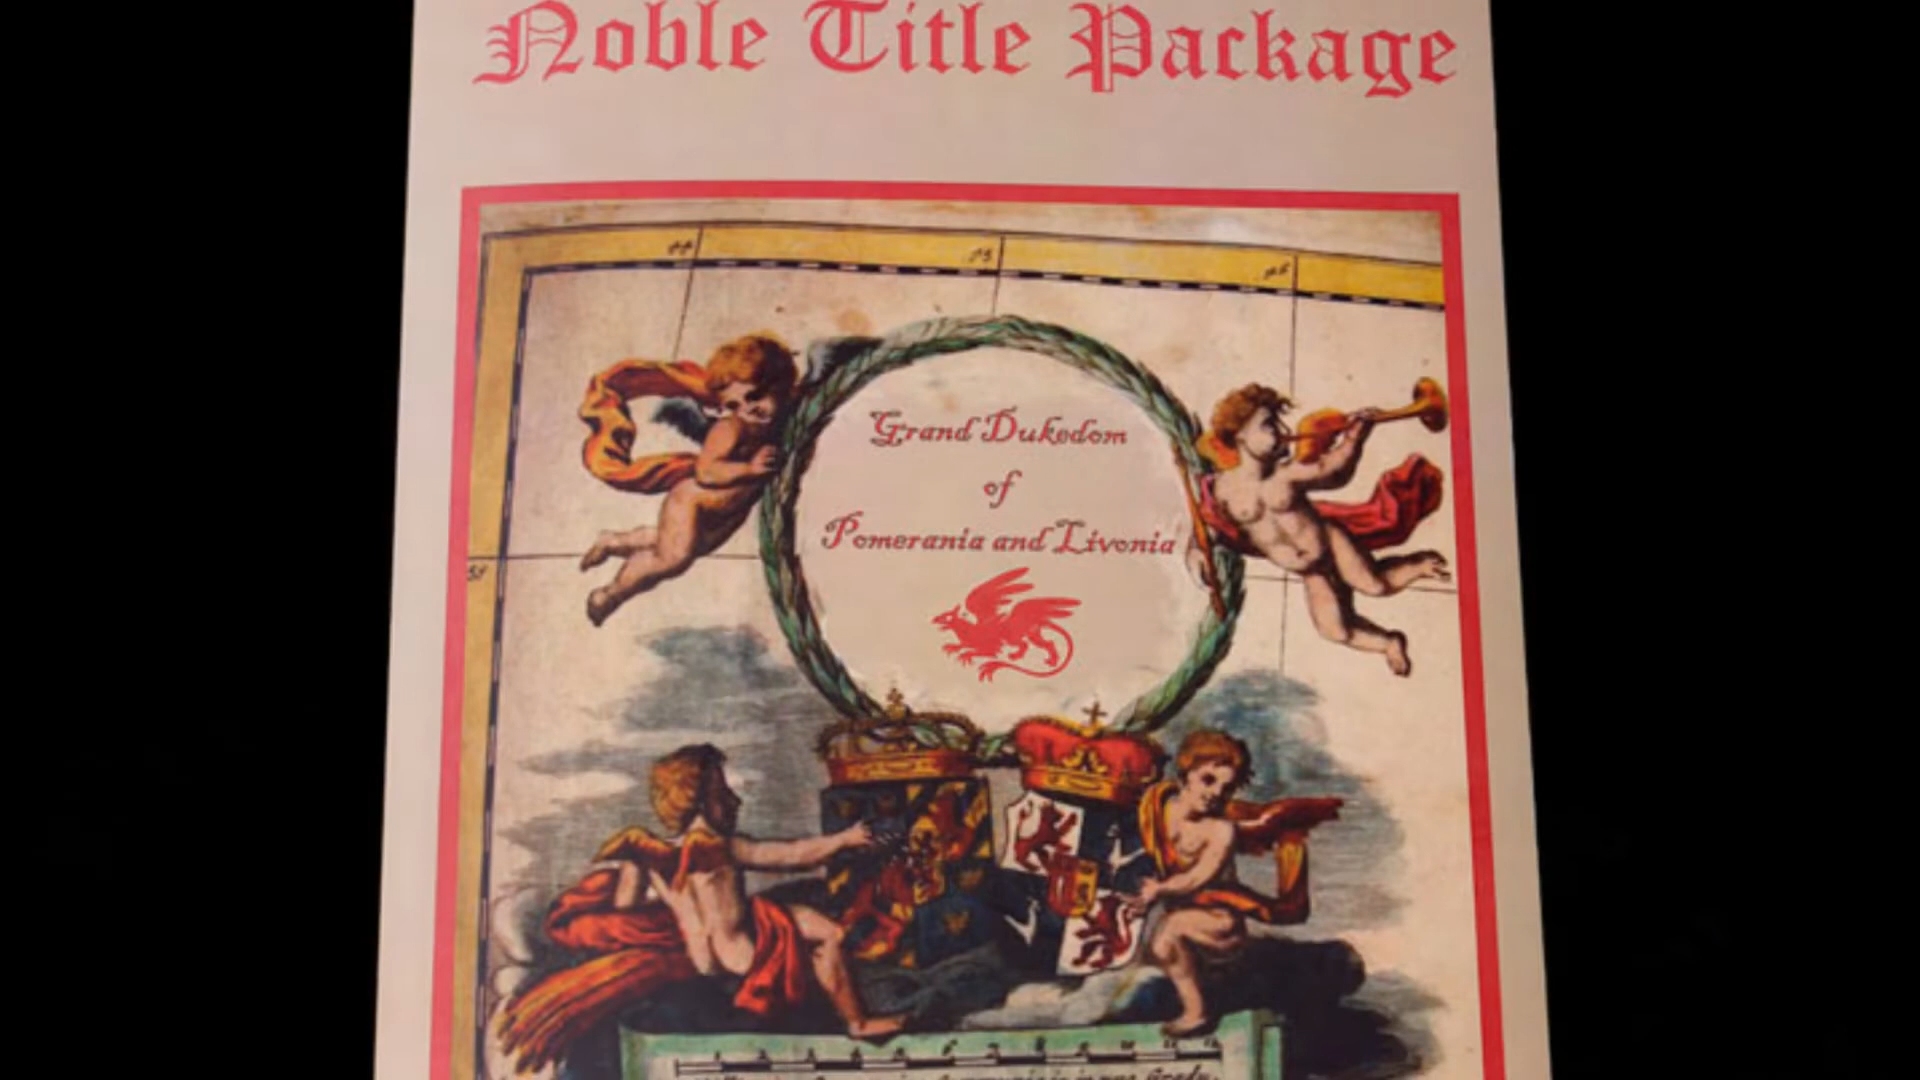 Noble Title Package
Grand Dukedom
of
Pomerania and Livonia